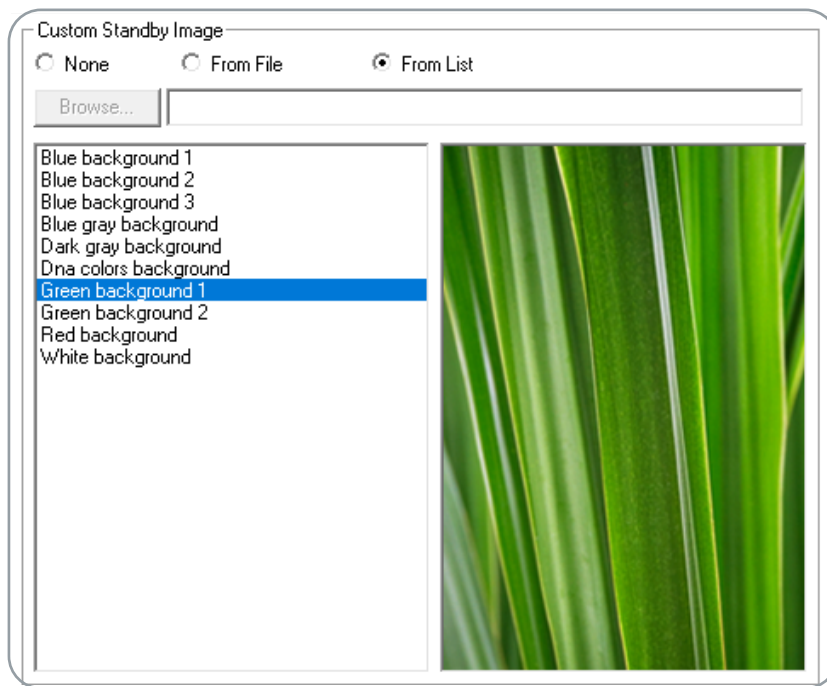 Custom Standby Image
None From File From List
Browse...
Blue background 1
Blue background 2
Blue background 3
Blue gray background
Dark gray background
Dna colors background
Green background 1
Green background 2
Red background
White background